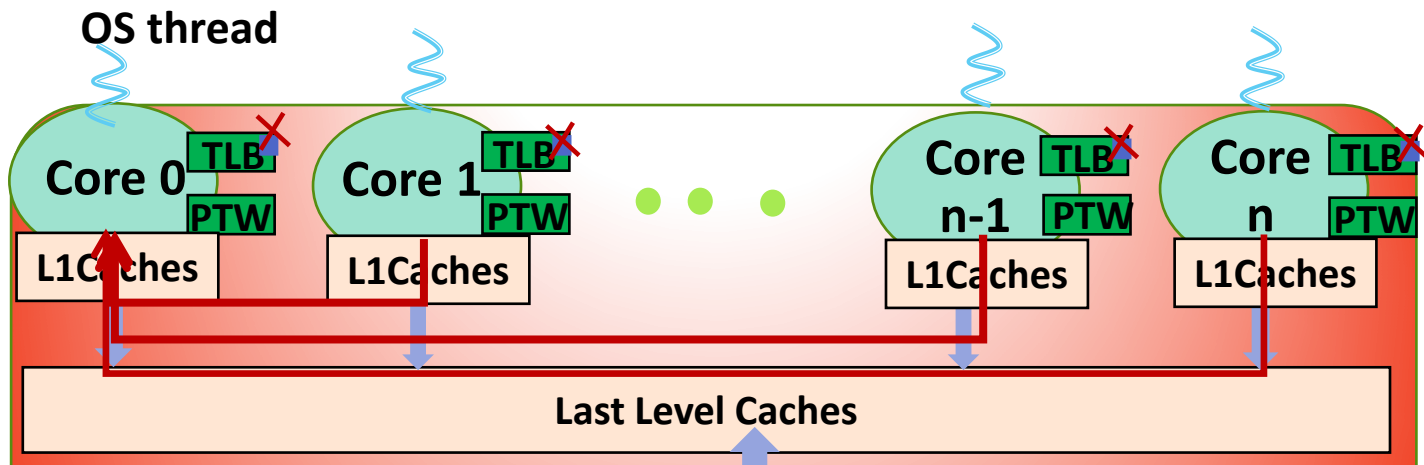 OS thread
Core 0
TLB
PTW
L1Caches
Core 1
TLB
PTW
L1Caches
Core
n-1
TLB
PTW
L1Caches
Core
n
TLB
PTW
L1Caches
Last Level Caches